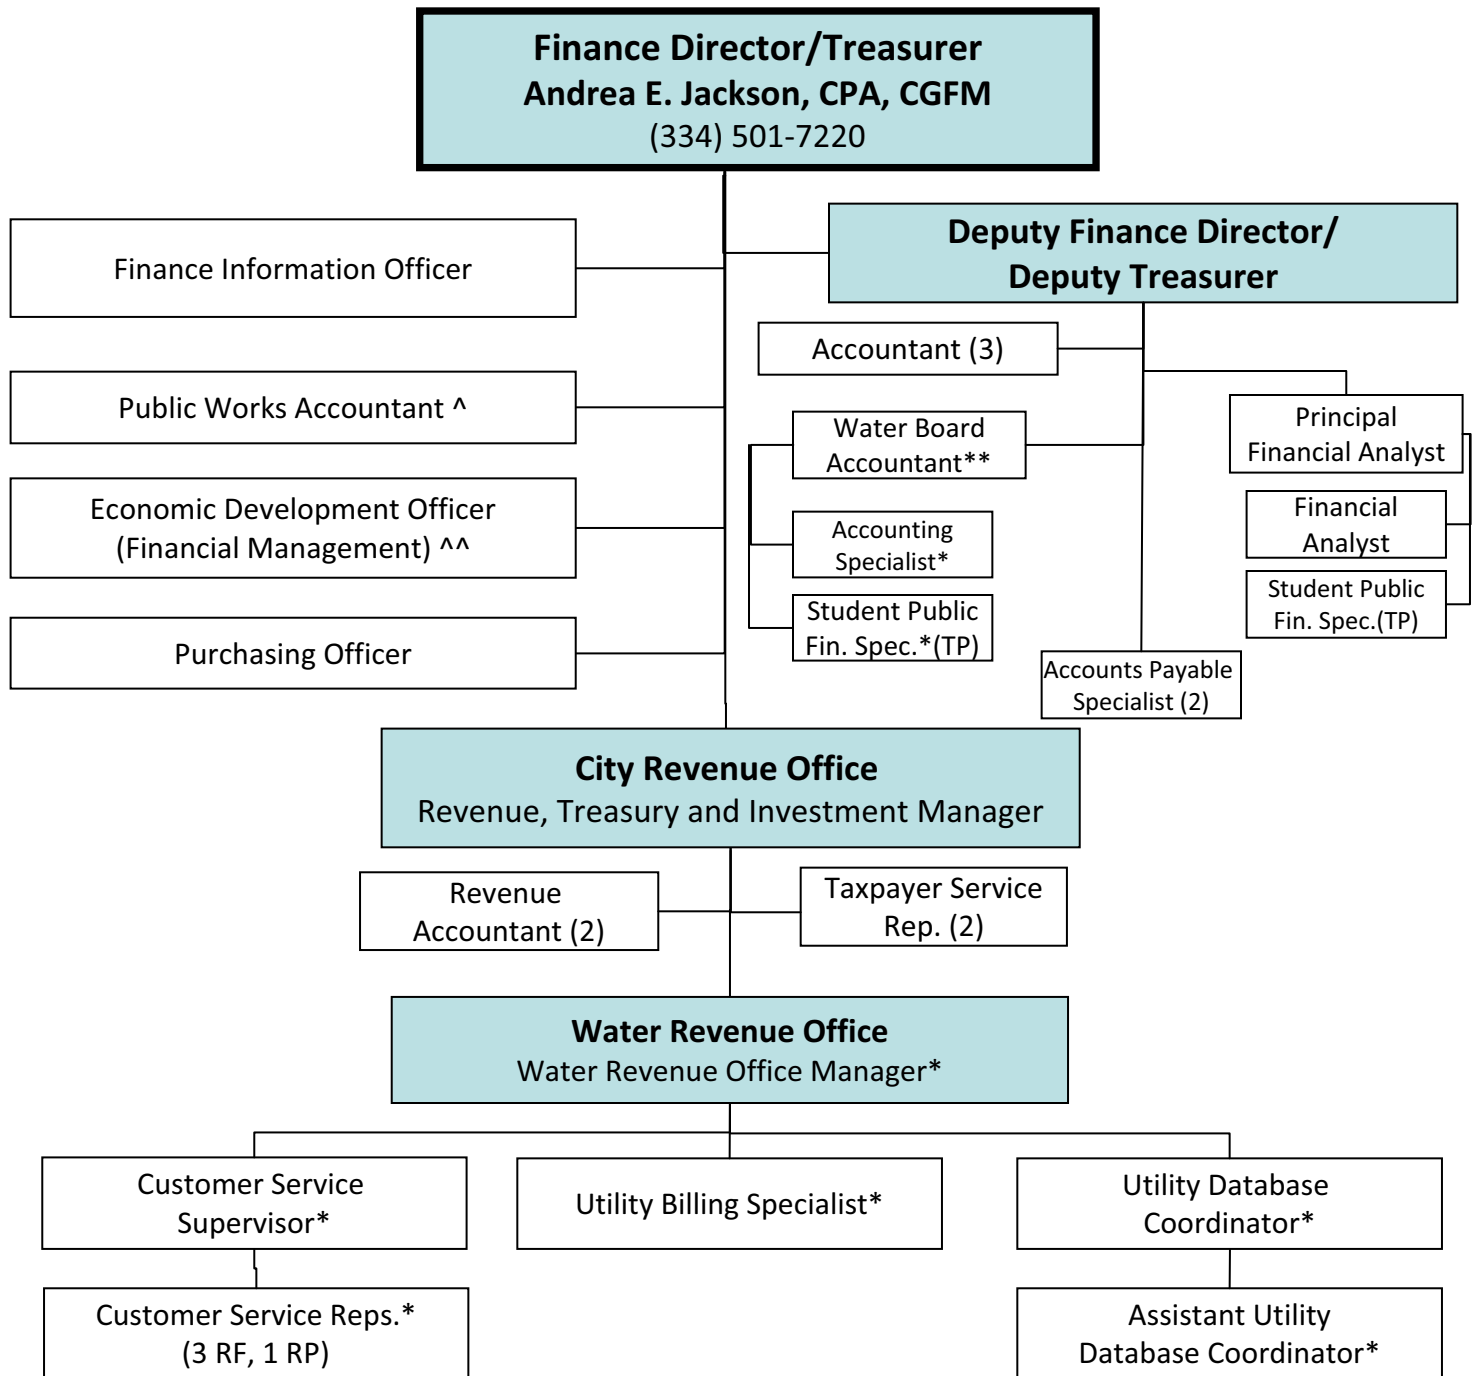 Finance Director/Treasurer
Andrea E. Jackson, CPA, CGFM
(334) 501-7220
Deputy Finance Director/
Deputy Treasurer
Finance Information Officer
Accountant (3)
Public Works Accountant ^
Water Board
Accountant**
Principal
Financial Analyst
Economic Development Officer
(Financial Management) ^^
Accounting
Specialist*
Financial
Analyst
Student Public
Fin. Spec.*(TP)
Student Public
Fin. Spec.(TP)
Purchasing Officer
Accounts Payable
Specialist (2)
City Revenue Office
Revenue, Treasury and Investment Manager
Revenue
Accountant (2)
Taxpayer Service
Rep. (2)
Water Revenue Office
Water Revenue Office Manager*
Customer Service
Supervisor*
Utility Billing Specialist*
Utility Database
Coordinator*
Customer Service Reps.*
(3 RF, 1 RP)
Assistant Utility
Database Coordinator*